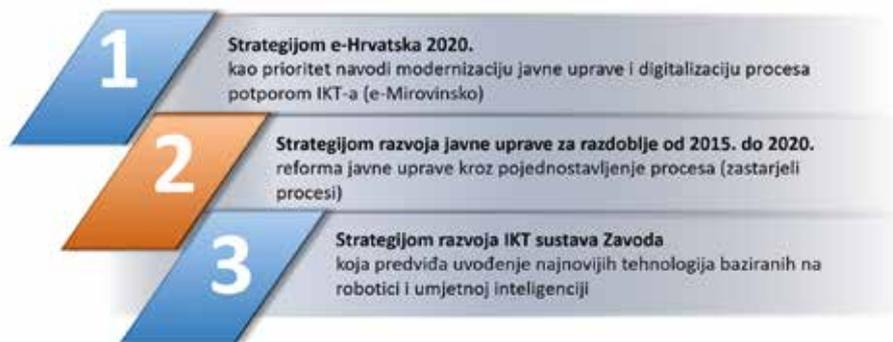 1
Strategijom e-Hrvatska 2020.
kao prioritet navodi modernizaciju javne uprave i digitalizaciju procesa
potporom IKT-a (e-Mirovinsko)
2
Strategijom razvoja javne uprave za razdoblje od 2015. do 2020.
reforma javne uprave kroz pojednostavljenje procesa (zastarjeli
procesi)
3
Strategijom razvoja IKT sustava Zavoda
koja predviđa uvođenje najnovijih tehnologija baziranih na
robotici i umjetnoj inteligenciji